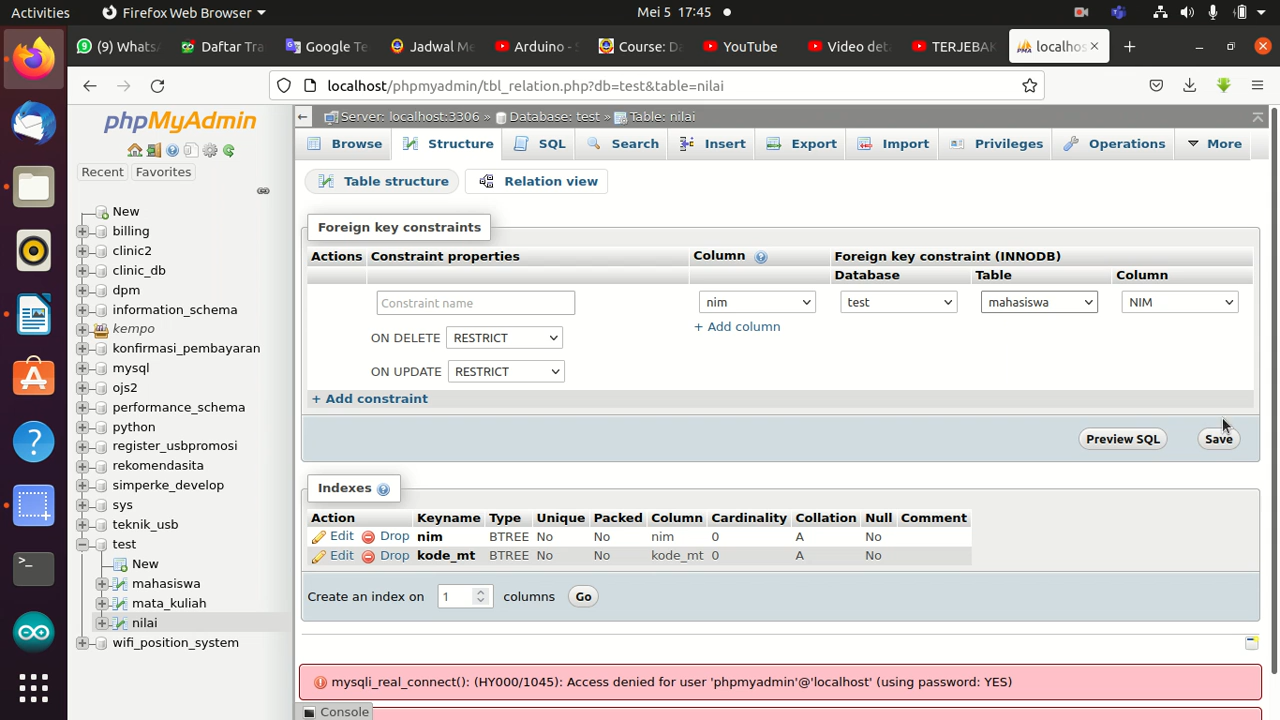 Activities Firefox Web Browser Mei 5 17:45
(9) Whats Daftar Tra Google Te Jadwal Me Arduino - S Course: Da YouTube Video det TERJEBAK localhos
localhost/phpmyadmin/tbl_relation.php?db=test&table=nilai
phpMyAdmin
Server: localhost:3306 » Database: test » Table: nilai
Browse Structure SQL Search Insert Export Import Privileges Operations More
Recent Favorites
Table structure Relation view
New
billing
clinic2
clinic_db
dpm
information_schema
kempo
konfirmasi_pembayaran
mysql
ojs2
performance_schema
python
register_usbpromosi
rekomendasita
simperke_develop
sys
teknik_usb
test
New
mahasiswa
mata_kuliah
nilai
wifi_position_system
Foreign key constraints
Actions Constraint properties Column Foreign key constraint (INNODB)
Database Table Column
Constraint name nim test mahasiswa NIM
+ Add column
ON DELETE RESTRICT
ON UPDATE RESTRICT
+ Add constraint
Preview SQL Save
Indexes
Action Keyname Type Unique Packed Column Cardinality Collation Null Comment
Edit Drop nim BTREE No No nim 0 A No
Edit Drop kode_mt BTREE No No kode_mt 0 A No
Create an index on 1 columns Go
mysqli_real_connect(): (HY000/1045): Access denied for user 'phpmyadmin'@'localhost' (using password: YES)
Console